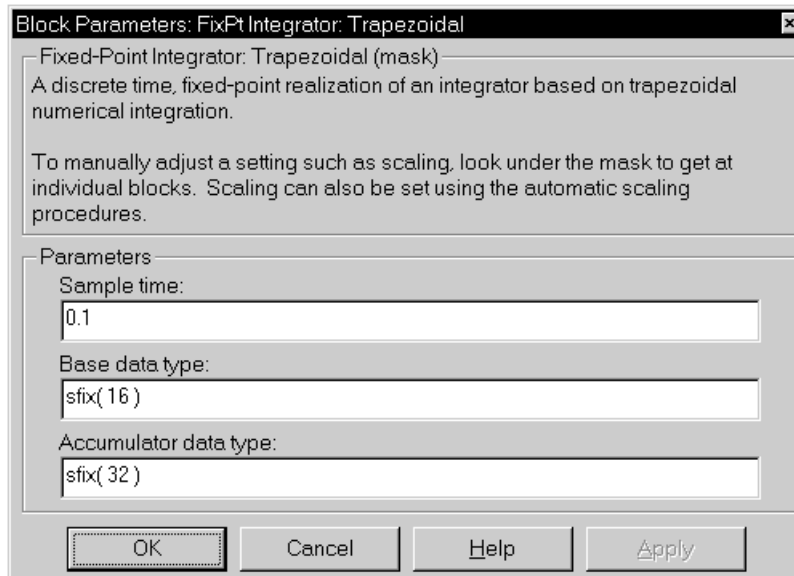 Block Parameters: FixPt Integrator: Trapezoidal
Fixed-Point Integrator: Trapezoidal (mask)
A discrete time, fixed-point realization of an integrator based on trapezoidal
numerical integration.
To manually adjust a setting such as scaling, look under the mask to get at
individual blocks.  Scaling can also be set using the automatic scaling
procedures.
Parameters
Sample time:
0.1
Base data type:
sfix( 16 )
Accumulator data type:
sfix( 32 )
OK Cancel Help Apply